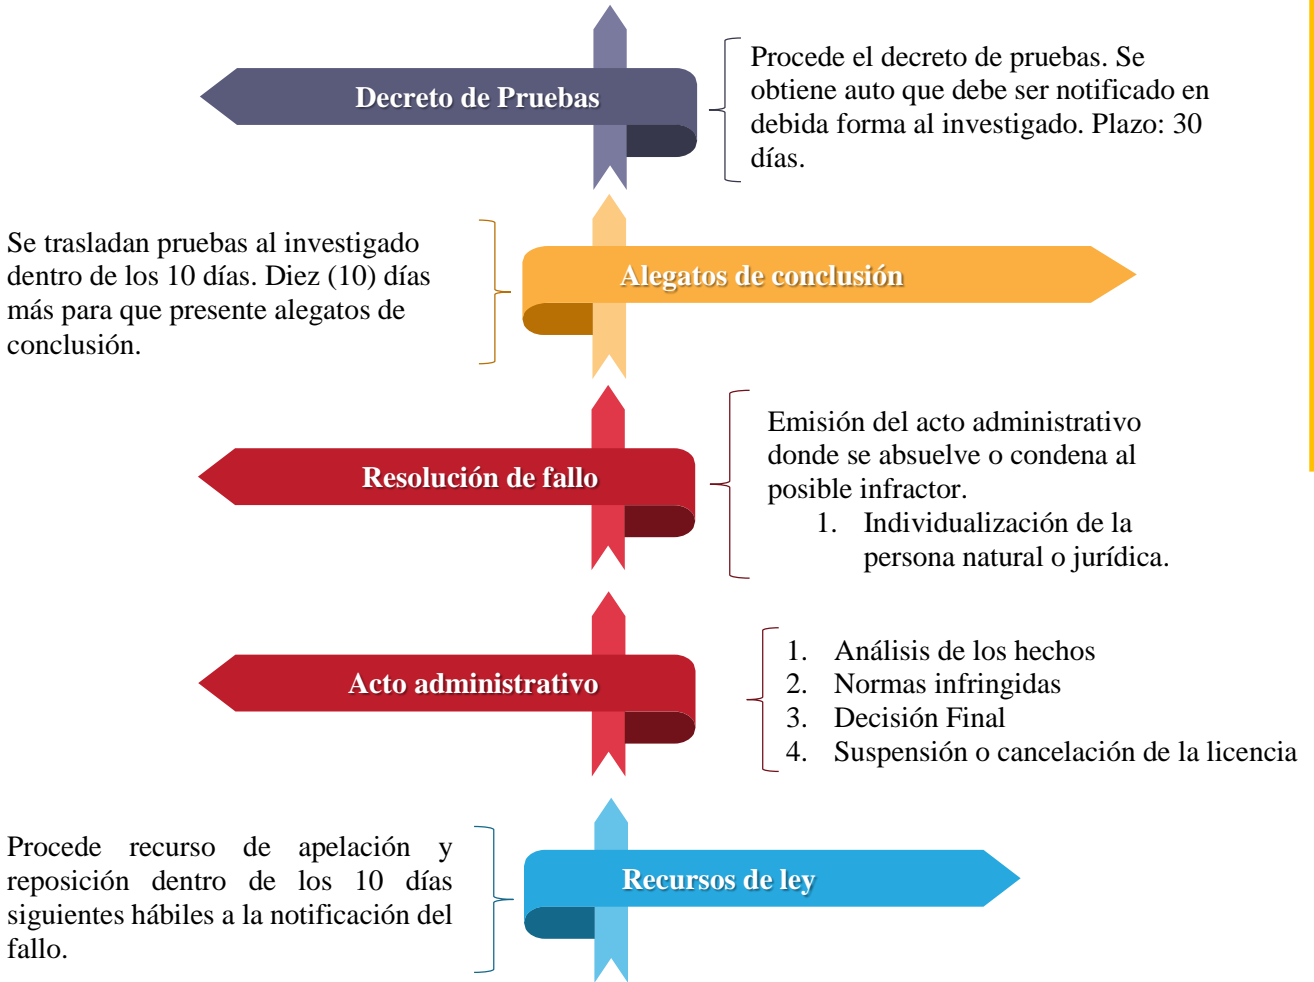 Decreto de Pruebas
Procede el decreto de pruebas. Se
obtiene auto que debe ser notificado en
debida forma al investigado. Plazo: 30
días.
Se trasladan pruebas al investigado
dentro de los 10 días. Diez (10) días
más para que presente alegatos de
conclusión.
Alegatos de conclusión
Resolución de fallo
Emisión del acto administrativo
donde se absuelve o condena al
posible infractor.
1. Individualización de la
persona natural o jurídica.
Acto administrativo
1. Análisis de los hechos
2. Normas infringidas
3. Decisión Final
4. Suspensión o cancelación de la licencia
Procede recurso de apelación y
reposición dentro de los 10 días
siguientes hábiles a la notificación del
fallo.
Recursos de ley